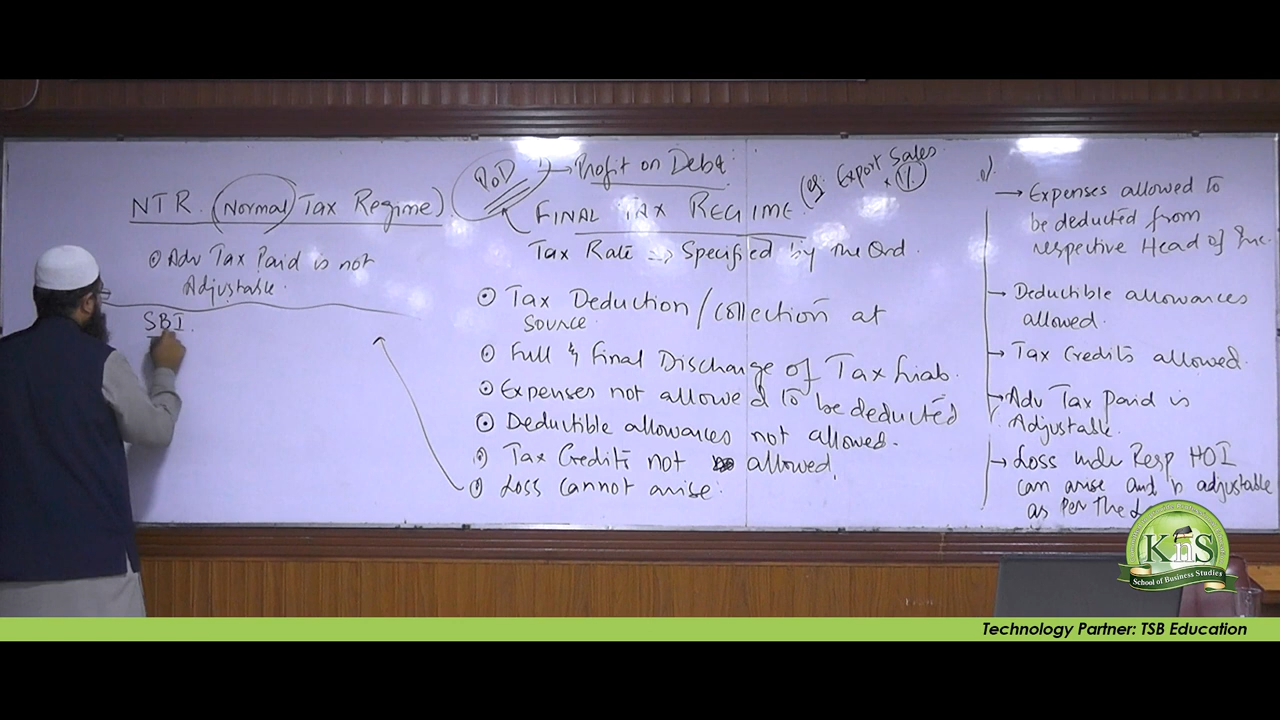 NTR. (Normal) Tax Regime).
① Adv Tax Paid is not
Adjustable.
SBI.
PoD
1) → Profit on Debt:
(eg: Export Sales
× 1%)
FINAL TAX REGIME.
Tax Rate => Specified by the Ord.
Tax Deduction/collection at
Source.
Full & Final Discharge of Tax Liab.
Expenses not allowed to be deducted
Deductible allowances not allowed.
Tax Credits not allowed.
Loss cannot arise.
→ Expenses allowed to
be deducted from
respective Head of Inc.
→ Deductible allowances
allowed.
→ Tax Credits allowed.
→ Adv Tax paid is
Adjustable.
→ Loss under Resp HOI
can arise and is adjustable
as per the
KnS
School of Business Studies
Technology Partner: TSB Education